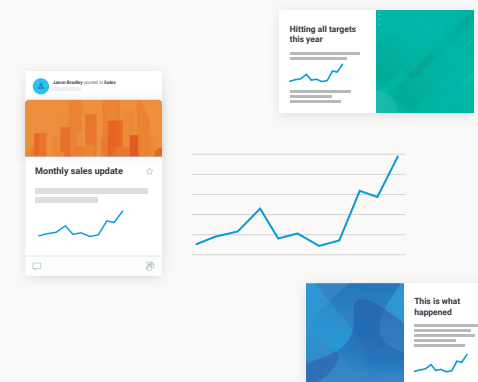 Hitting all targets
this year
Jason Bradley posted in Sales
Monthly sales update
This is what
happened